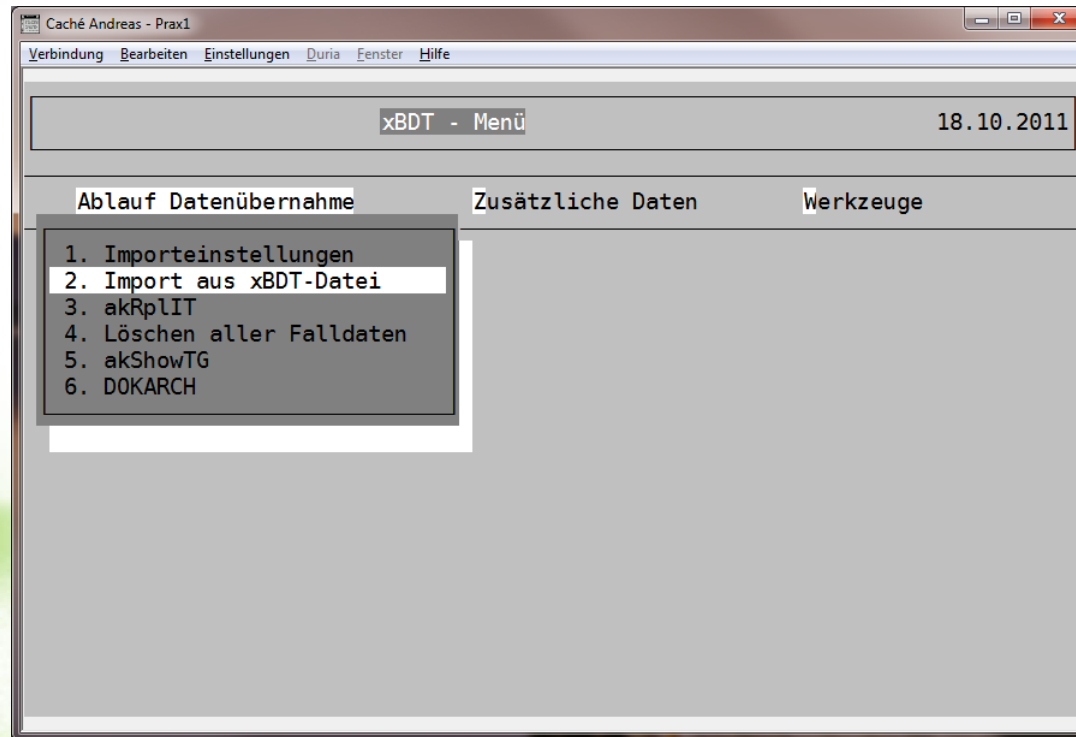 Caché Andreas - Prax1
Verbindung Bearbeiten Einstellungen Duria Fenster Hilfe
xBDT - Menü 18.10.2011
Ablauf Datenübernahme Zusätzliche Daten Werkzeuge
1. Importeinstellungen
2. Import aus xBDT-Datei
3. akRplIT
4. Löschen aller Falldaten
5. akShowTG
6. DOKARCH